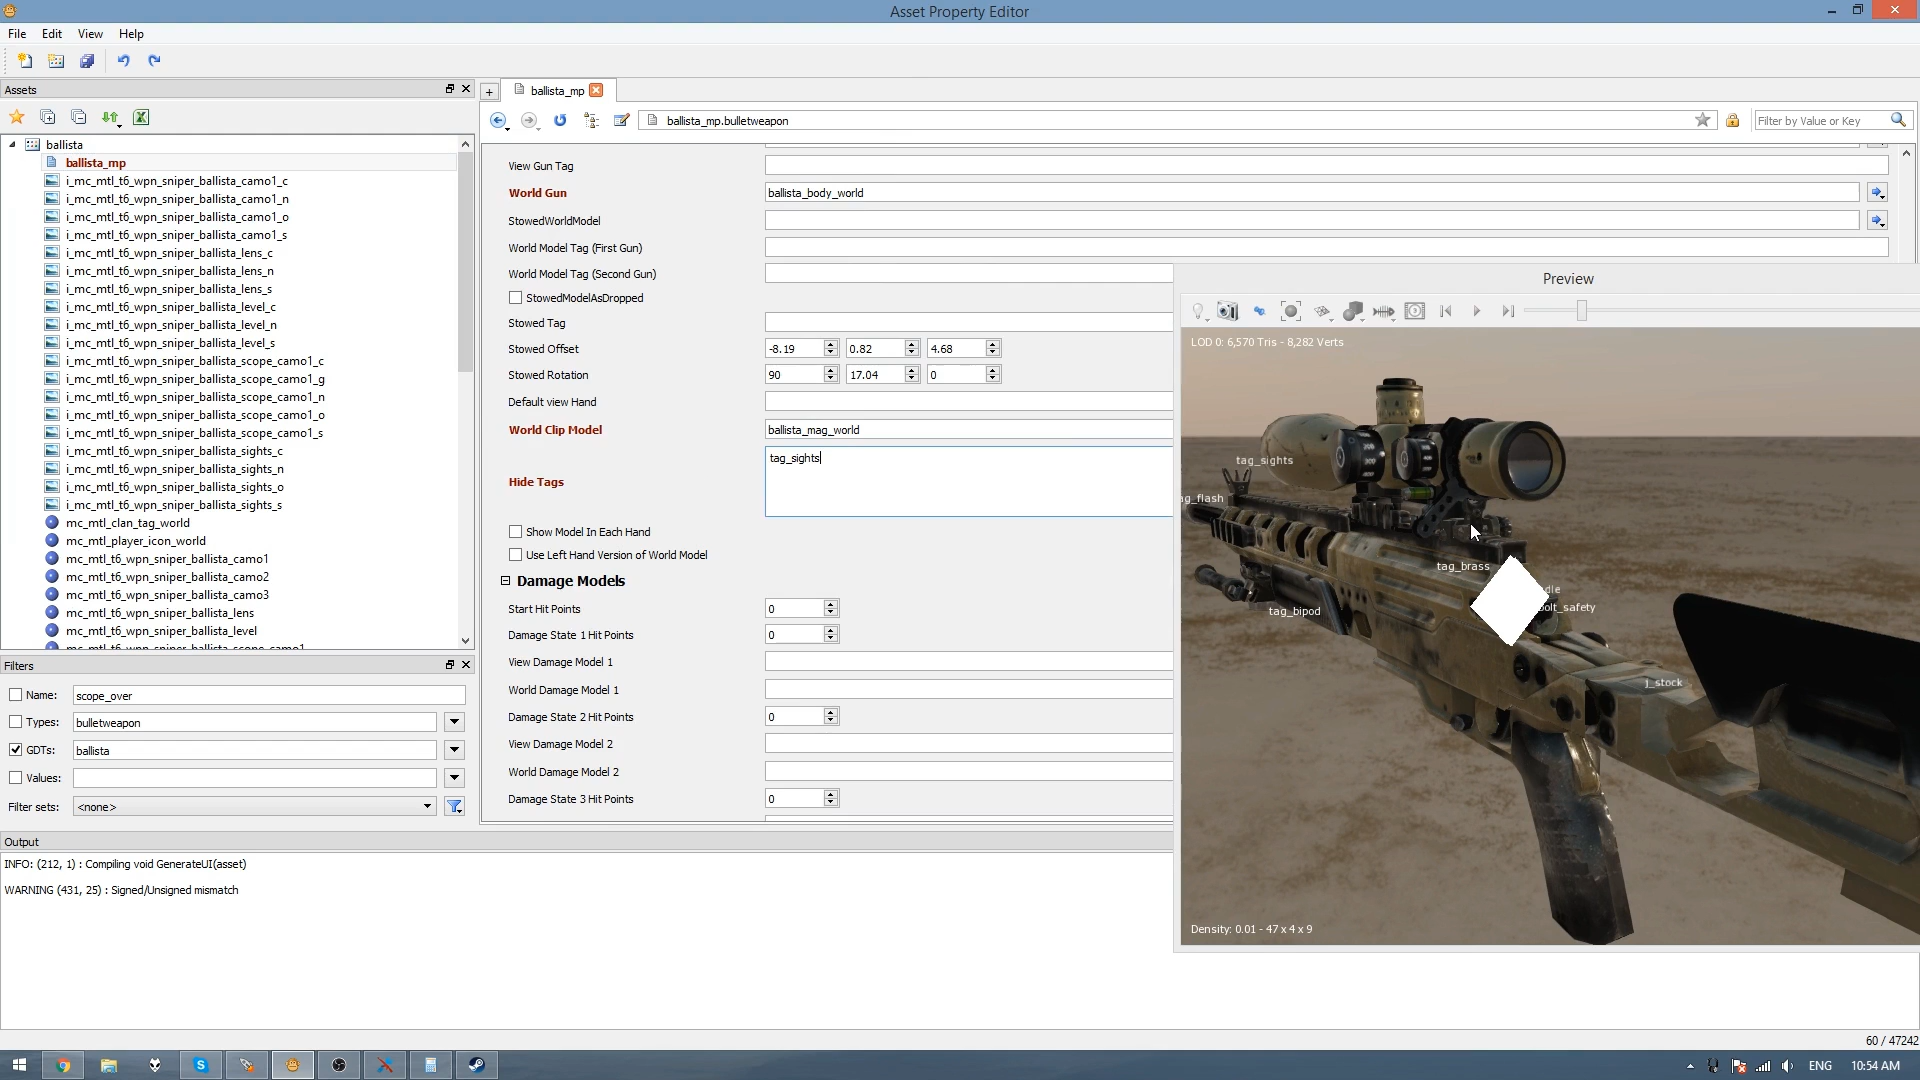 Asset Property Editor
File Edit View Help
Assets
ballista_mp
ballista_mp.bulletweapon
Filter by Value or Key
ballista
ballista_mp
i_mc_mtl_t6_wpn_sniper_ballista_camo1_c
i_mc_mtl_t6_wpn_sniper_ballista_camo1_n
i_mc_mtl_t6_wpn_sniper_ballista_camo1_o
i_mc_mtl_t6_wpn_sniper_ballista_camo1_s
i_mc_mtl_t6_wpn_sniper_ballista_lens_c
i_mc_mtl_t6_wpn_sniper_ballista_lens_n
i_mc_mtl_t6_wpn_sniper_ballista_lens_s
i_mc_mtl_t6_wpn_sniper_ballista_level_c
i_mc_mtl_t6_wpn_sniper_ballista_level_n
i_mc_mtl_t6_wpn_sniper_ballista_level_s
i_mc_mtl_t6_wpn_sniper_ballista_scope_camo1_c
i_mc_mtl_t6_wpn_sniper_ballista_scope_camo1_g
i_mc_mtl_t6_wpn_sniper_ballista_scope_camo1_n
i_mc_mtl_t6_wpn_sniper_ballista_scope_camo1_o
i_mc_mtl_t6_wpn_sniper_ballista_scope_camo1_s
i_mc_mtl_t6_wpn_sniper_ballista_sights_c
i_mc_mtl_t6_wpn_sniper_ballista_sights_n
i_mc_mtl_t6_wpn_sniper_ballista_sights_o
i_mc_mtl_t6_wpn_sniper_ballista_sights_s
mc_mtl_clan_tag_world
mc_mtl_player_icon_world
mc_mtl_t6_wpn_sniper_ballista_camo1
mc_mtl_t6_wpn_sniper_ballista_camo2
mc_mtl_t6_wpn_sniper_ballista_camo3
mc_mtl_t6_wpn_sniper_ballista_lens
mc_mtl_t6_wpn_sniper_ballista_level
mc_mtl_t6_wpn_sniper_ballista_scope_camo1
Filters
Name: scope_over
Types: bulletweapon
GDTs: ballista
Values:
Filter sets: <none>
View Gun Tag
World Gun ballista_body_world
StowedWorldModel
World Model Tag (First Gun)
World Model Tag (Second Gun)
StowedModelAsDropped
Stowed Tag
Stowed Offset -8.19 0.82 4.68
Stowed Rotation 90 17.04 0
Default view Hand
World Clip Model ballista_mag_world
tag_sights
Hide Tags
Show Model In Each Hand
Use Left Hand Version of World Model
Damage Models
Start Hit Points 0
Damage State 1 Hit Points 0
View Damage Model 1
World Damage Model 1
Damage State 2 Hit Points 0
View Damage Model 2
World Damage Model 2
Damage State 3 Hit Points 0
Preview
LOD 0: 6,570 Tris - 8,282 Verts
tag_sights
ag_flash
tag_brass
dle
bolt_safety
tag_bipod
j_stock
Density: 0.01 - 47 x 4 x 9
Output
INFO: (212, 1) : Compiling void GenerateUI(asset)
WARNING (431, 25) : Signed/Unsigned mismatch
60 / 47242
ENG 10:54 AM